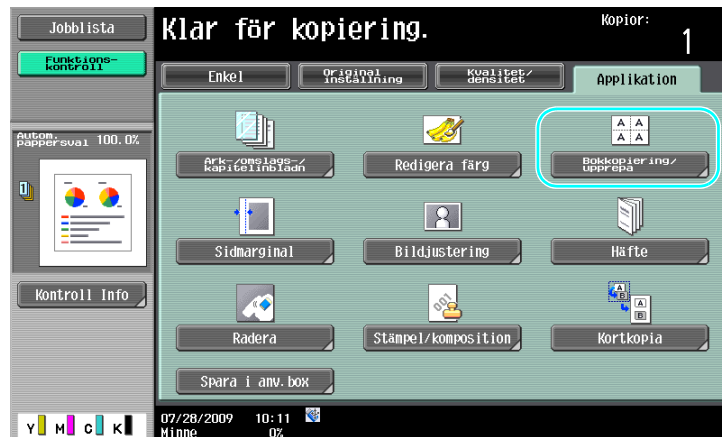 Jobblista
Klar för kopiering.
Kopior:
1
Funktions-
kontroll
Enkel
Original
inställning
Kvalitet/
densitet
Applikation
Autom.
pappersval 100.0%
Ark-/omslags-/
kapitelinbladn
Redigera färg
Bokkopiering/
upprepa
Sidmarginal
Bildjustering
Häfte
Kontroll Info
Radera
Stämpel/komposition
Kortkopia
Spara i anv.box
Y M C K
07/28/2009 10:11
Minne 0%